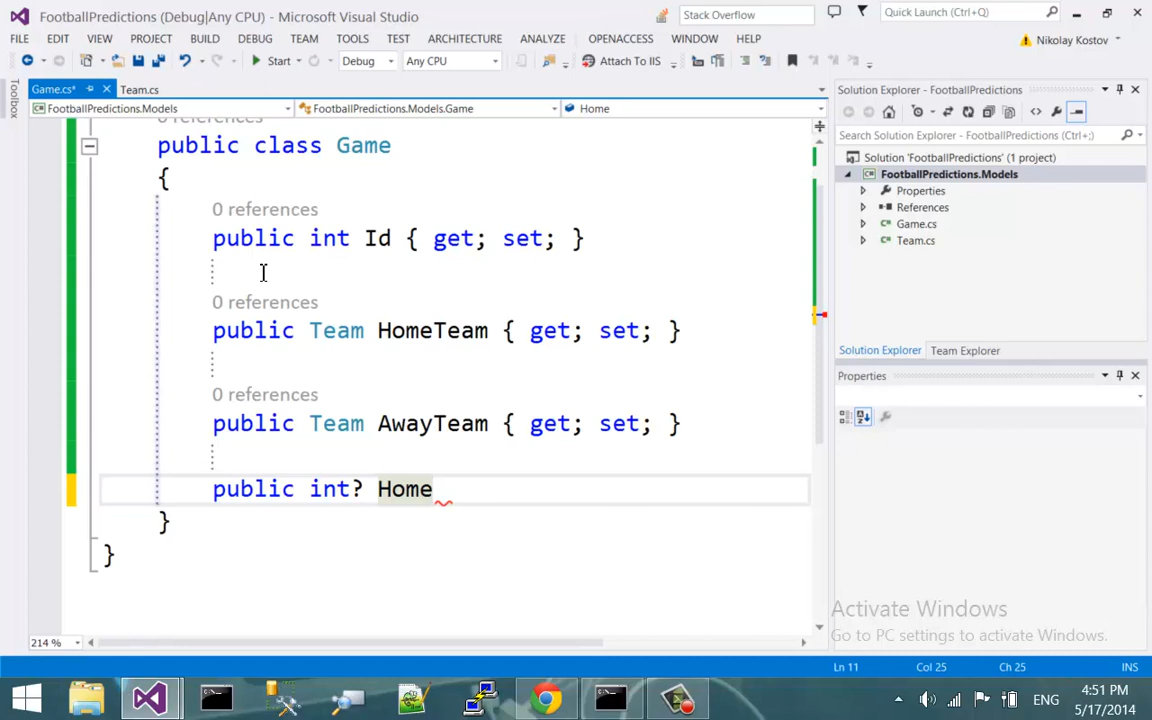 FootballPredictions (Debug|Any CPU) - Microsoft Visual Studio
Stack Overflow
Quick Launch (Ctrl+Q)
FILE EDIT VIEW PROJECT BUILD DEBUG TEAM TOOLS TEST ARCHITECTURE ANALYZE OPENACCESS WINDOW HELP
Nikolay Kostov
Start Debug Any CPU Attach To IIS
Toolbox
Game.cs* Team.cs
FootballPredictions.Models FootballPredictions.Models.Game Home
0 references
public class Game
{
0 references
public int Id { get; set; }
0 references
public Team HomeTeam { get; set; }
0 references
public Team AwayTeam { get; set; }
public int? Home
}
}
214 %
Solution Explorer - FootballPredictions
Search Solution Explorer (Ctrl+;)
Solution 'FootballPredictions' (1 project)
FootballPredictions.Models
Properties
References
Game.cs
Team.cs
Solution Explorer Team Explorer
Properties
Activate Windows
Go to PC settings to activate Windows.
Ln 11 Col 25 Ch 25 INS
ENG
4:51 PM
5/17/2014